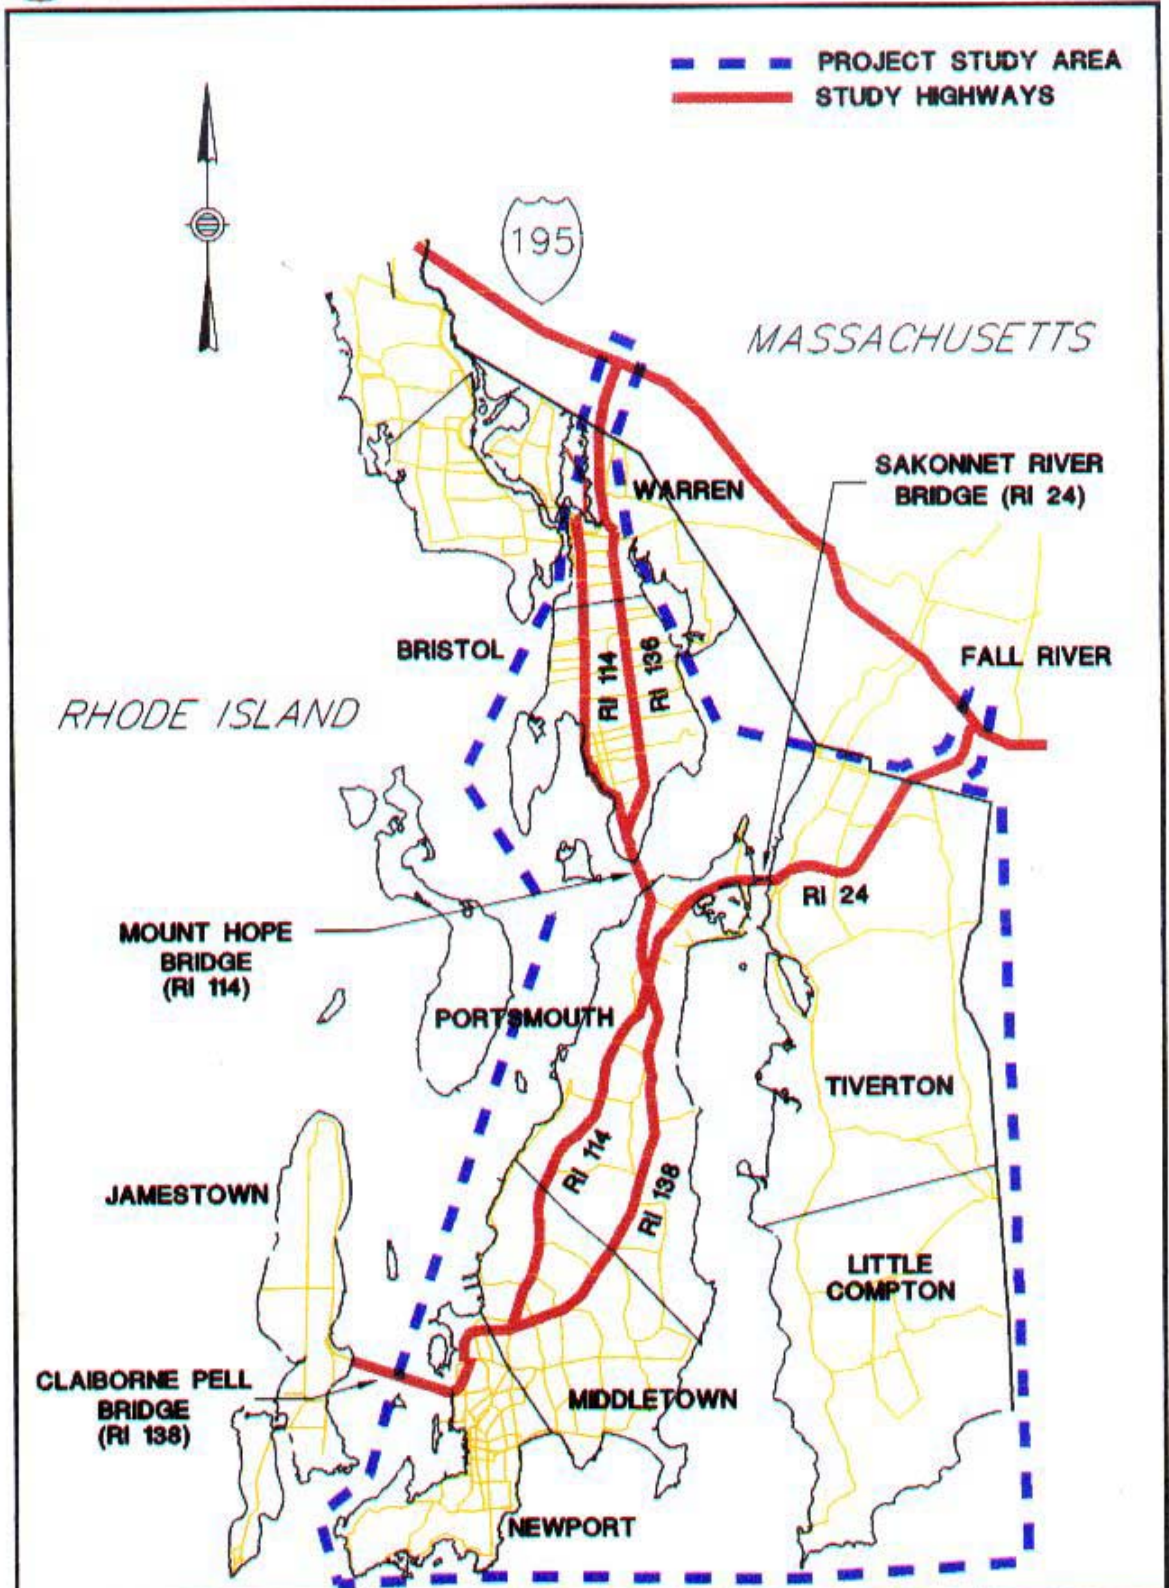 PROJECT STUDY AREA
STUDY HIGHWAYS
195
MASSACHUSETTS
SAKONNET RIVER
BRIDGE (RI 24)
WARREN
BRISTOL
RI 114
RI 136
FALL RIVER
RHODE ISLAND
RI 24
MOUNT HOPE
BRIDGE
(RI 114)
PORTSMOUTH
TIVERTON
RI 114
RI 138
JAMESTOWN
LITTLE
COMPTON
CLAIBORNE PELL
BRIDGE
(RI 138)
MIDDLETOWN
NEWPORT